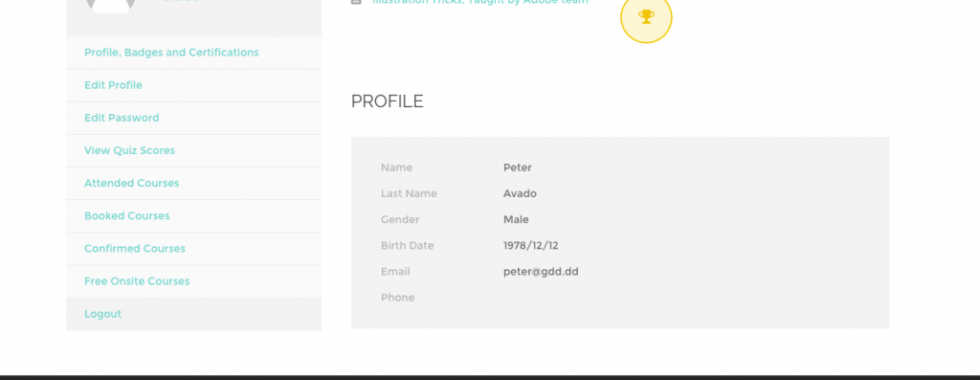 Illustration Tricks, Taught by Adobe team
Profile, Badges and Certifications
Edit Profile
Edit Password
View Quiz Scores
Attended Courses
Booked Courses
Confirmed Courses
Free Onsite Courses
Logout
PROFILE
Name Peter
Last Name Avado
Gender Male
Birth Date 1978/12/12
Email peter@gdd.dd
Phone